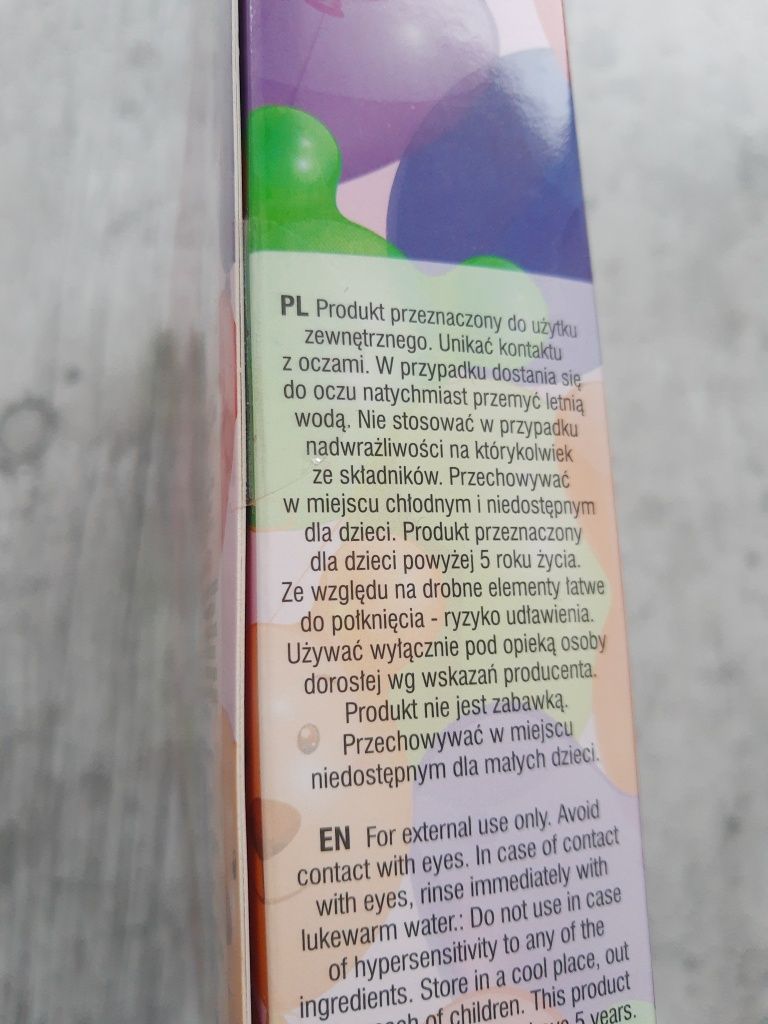 PL Produkt przeznaczony do użytku
zewnętrznego. Unikać kontaktu
z oczami. W przypadku dostania się
do oczu natychmiast przemyć letnią
wodą. Nie stosować w przypadku
nadwrażliwości na którykolwiek
ze składników. Przechowywać
w miejscu chłodnym i niedostępnym
dla dzieci. Produkt przeznaczony
dla dzieci powyżej 5 roku życia.
Ze względu na drobne elementy łatwe
do połknięcia - ryzyko udławienia.
Używać wyłącznie pod opieką osoby
dorosłej wg wskazań producenta.
Produkt nie jest zabawką.
Przechowywać w miejscu
niedostępnym dla małych dzieci.
EN For external use only. Avoid
contact with eyes. In case of contact
with eyes, rinse immediately with
lukewarm water.: Do not use in case
of hypersensitivity to any of the
ingredients. Store in a cool place, out
of children. This product
5 years.